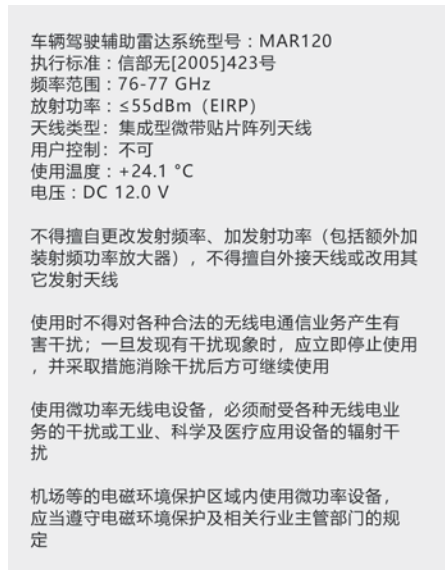 车辆驾驶辅助雷达系统型号：MAR120
执行标准：信部无[2005]423号
频率范围：76-77 GHz
放射功率：≤55dBm（EIRP）
天线类型：集成型微带贴片阵列天线
用户控制：不可
使用温度：+24.1 °C
电压：DC 12.0 V
不得擅自更改发射频率、加发射功率（包括额外加
装射频功率放大器），不得擅自外接天线或改用其
它发射天线
使用时不得对各种合法的无线电通信业务产生有
害干扰；一旦发现有干扰现象时，应立即停止使用
，并采取措施消除干扰后方可继续使用
使用微功率无线电设备，必须耐受各种无线电业
务的干扰或工业、科学及医疗应用设备的辐射干
扰
机场等的电磁环境保护区域内使用微功率设备，
应当遵守电磁环境保护及相关行业主管部门的规
定